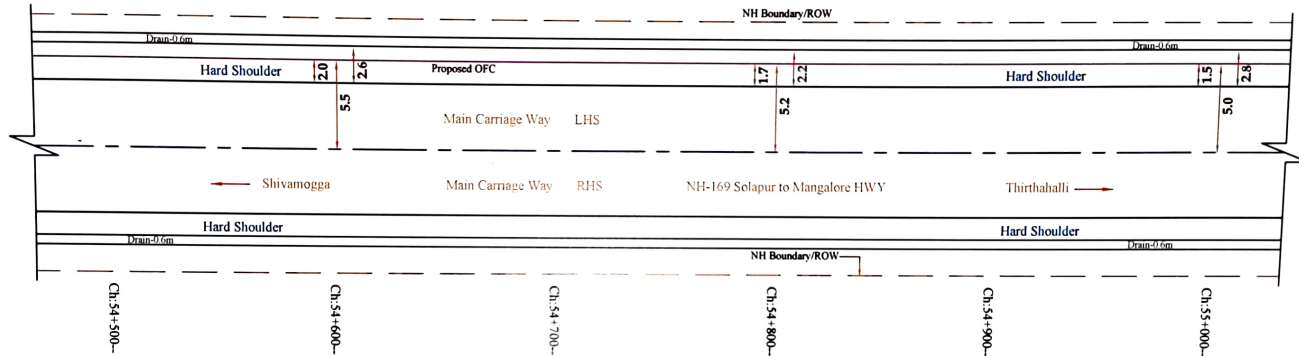 NH Boundary/ROW
Drain-0.6m
Drain-0.6m
Hard Shoulder
2.0
2.6
Proposed OFC
1.7
2.2
Hard Shoulder
1.5
2.8
5.5
5.2
5.0
Main Carriage Way LHS
Shivamogga
Main Carriage Way RHS
NH-169 Solapur to Mangalore HWY
Thirthahalli
Hard Shoulder
Hard Shoulder
Drain-0.6m
Drain-0.6m
NH Boundary/ROW
Ch:54+500--
Ch:54+600--
Ch:54+700--
Ch:54+800--
Ch:54+900--
Ch:55+000--